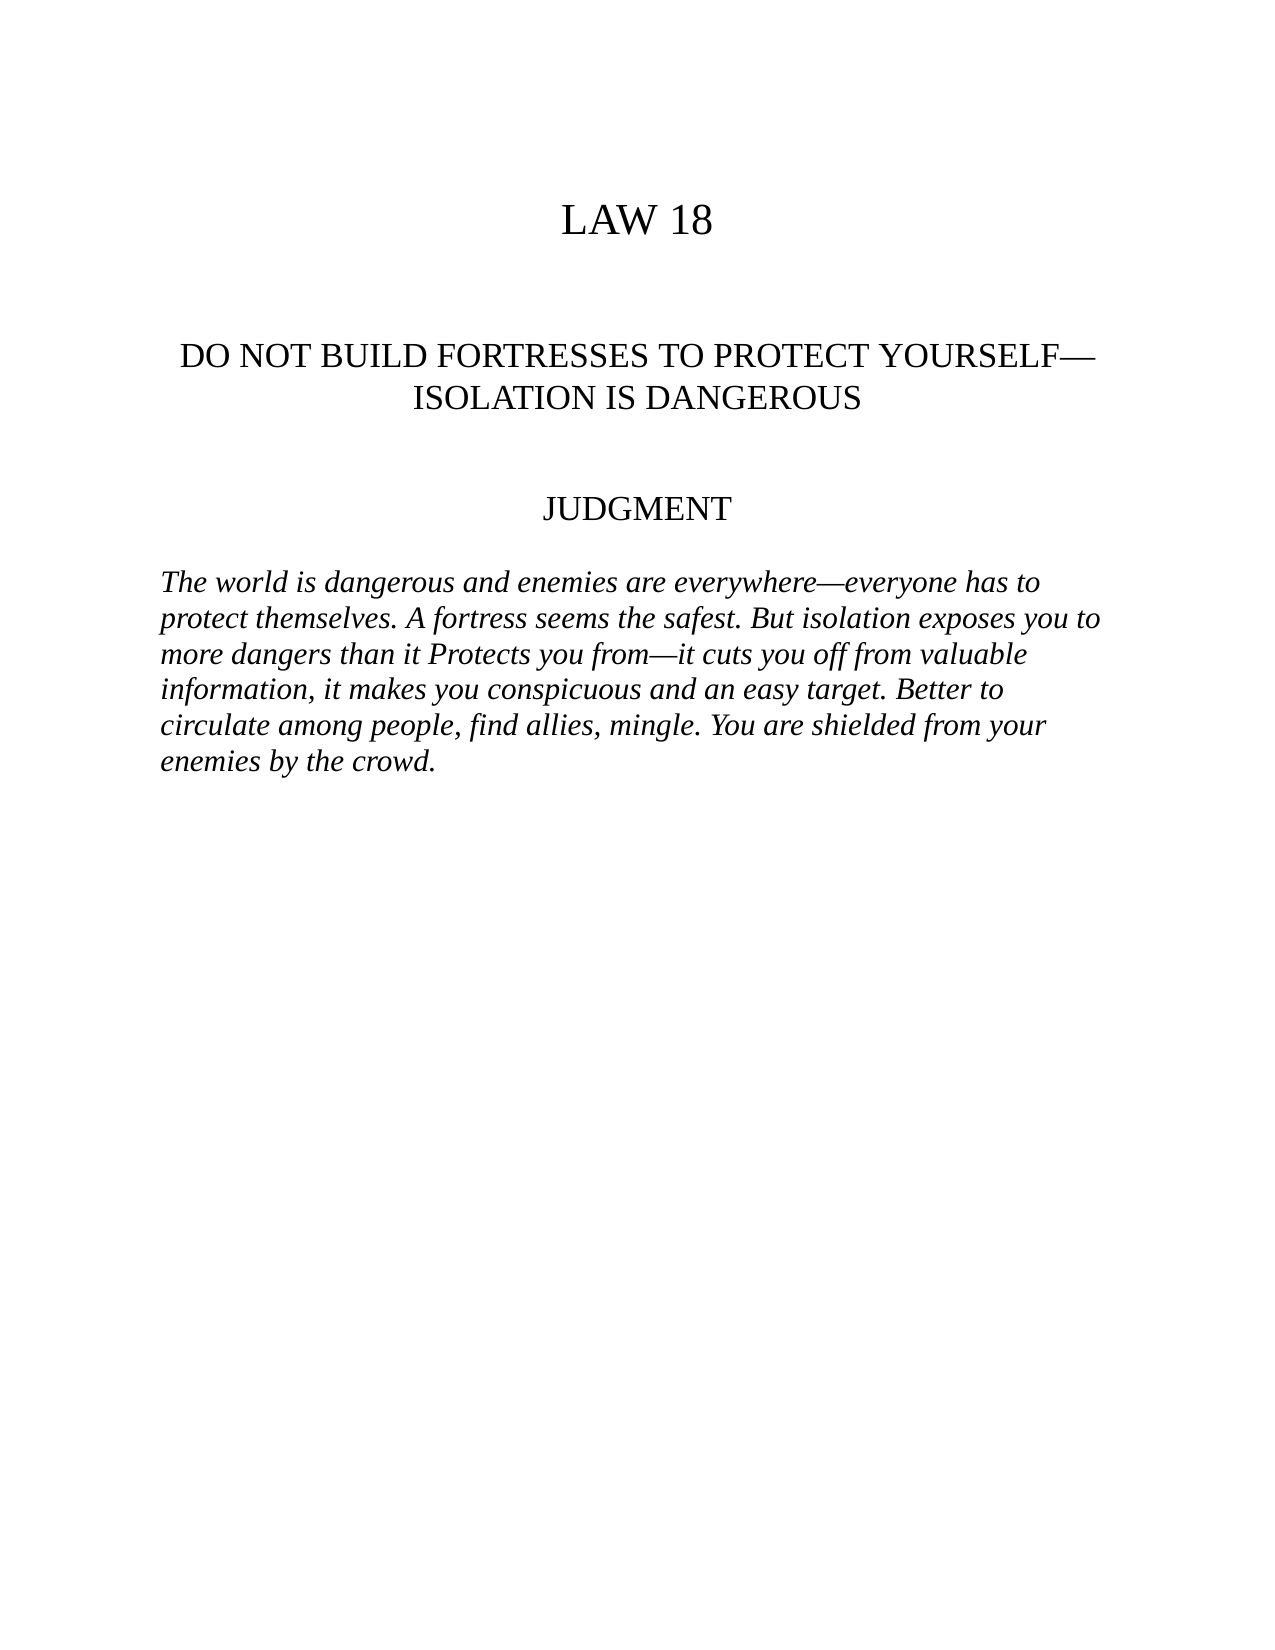 LAW 18
DO NOT BUILD FORTRESSES TO PROTECT YOURSELF—
ISOLATION IS DANGEROUS
JUDGMENT
The world is dangerous and enemies are everywhere—everyone has to
protect themselves. A fortress seems the safest. But isolation exposes you to
more dangers than it Protects you from—it cuts you off from valuable
information, it makes you conspicuous and an easy target. Better to
circulate among people, find allies, mingle. You are shielded from your
enemies by the crowd.